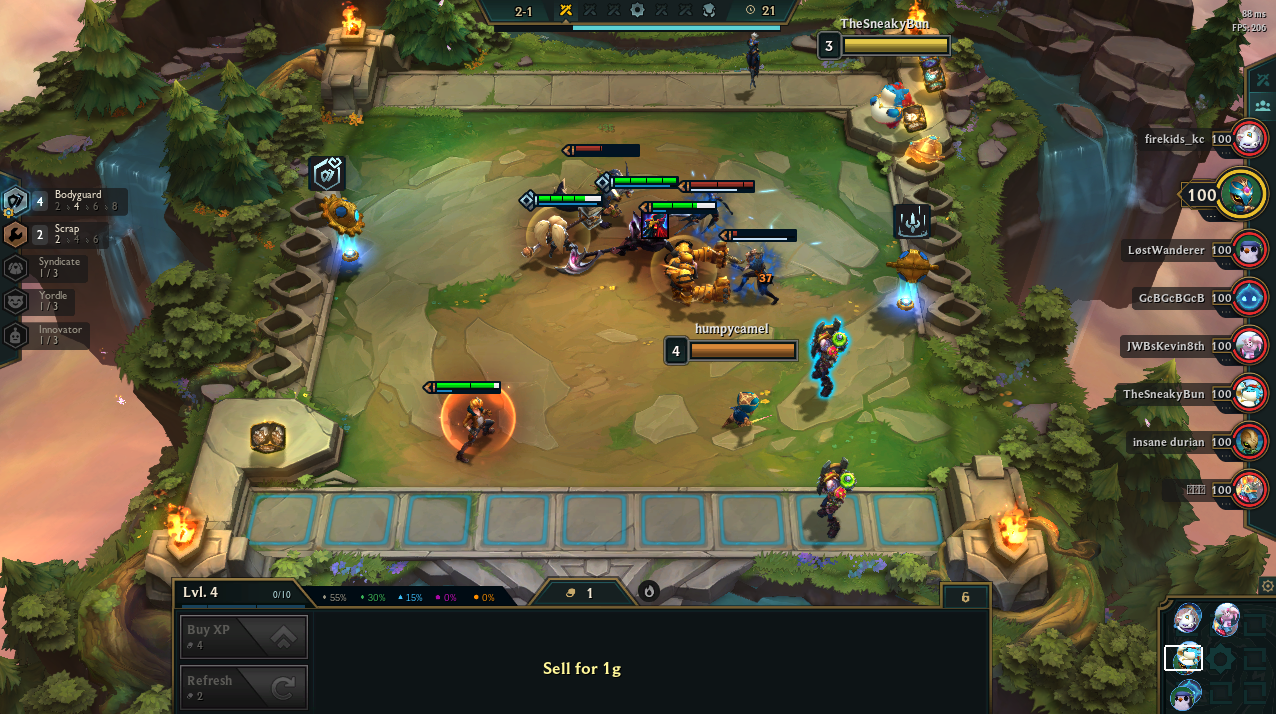 2-1
21
88 ms
FPS: 206
TheSneakyBun
3
+35
firekids_kc 100
100
LøstWanderer 100
GcBGcBGcB 100
JWBsKevin8th 100
TheSneakyBun 100
insane durian 100
100
4 Bodyguard
2 › 4 › 6 › 8
2 Scrap
2 › 4 › 6
Syndicate
1 / 3
Yordle
1 / 3
Innovator
1 / 3
37
humpycamel
4
Lvl. 4
0/10
55%
30%
15%
0%
0%
1
6
Buy XP
4
Refresh
2
Sell for 1g